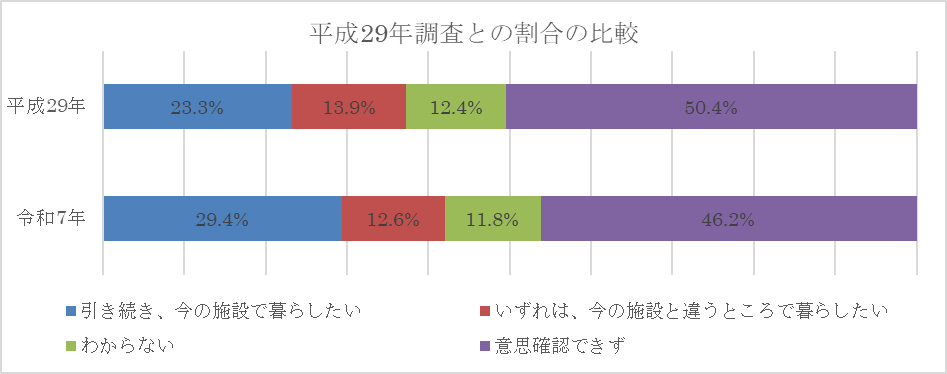 平成29年調査との割合の比較
平成29年
23.3% 13.9% 12.4% 50.4%
令和7年
29.4% 12.6% 11.8% 46.2%
引き続き、今の施設で暮らしたい
いずれは、今の施設と違うところで暮らしたい
わからない
意思確認できず